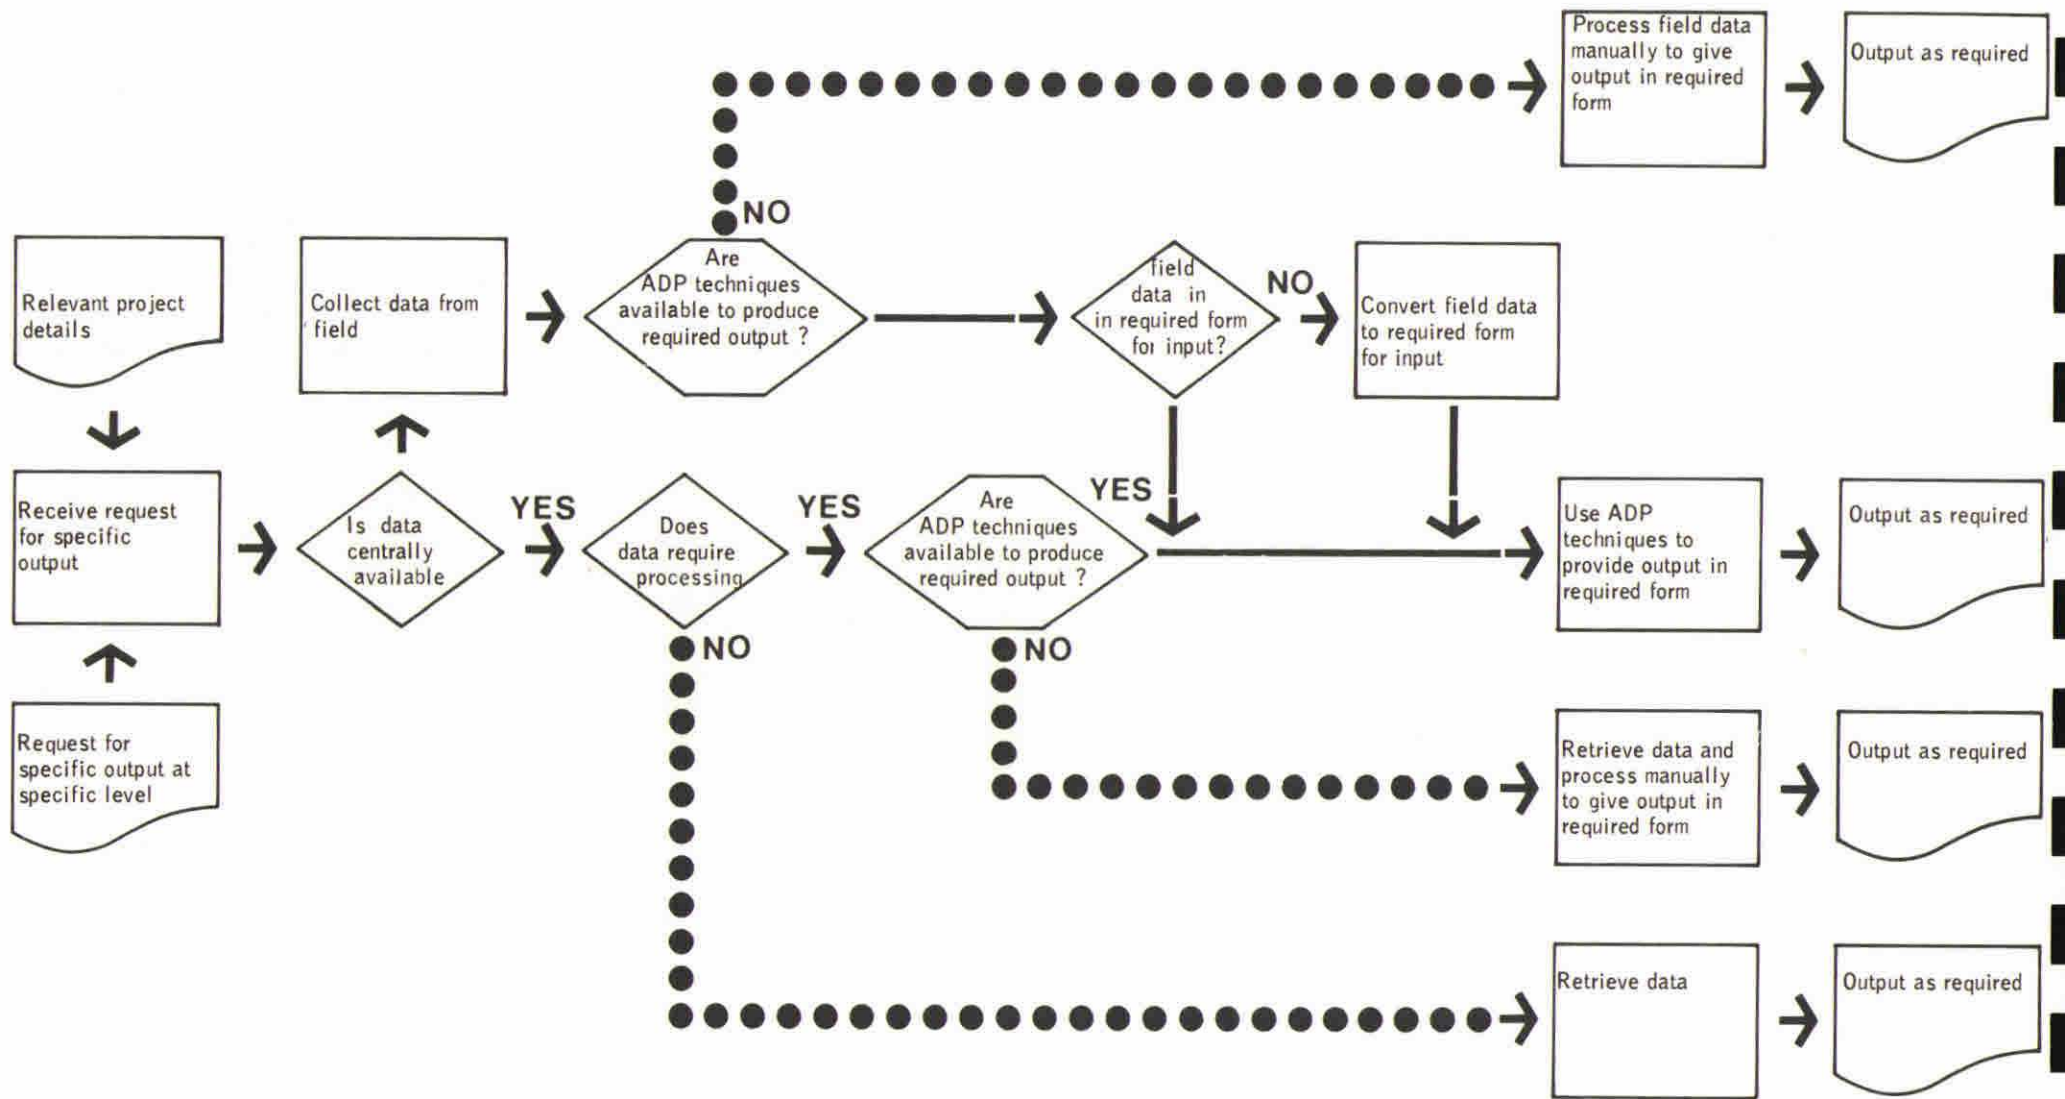 Process field data
manually to give
output in required
form
Output as required
NO
Relevant project
details
Collect data from
field
Are
ADP techniques
available to produce
required output ?
field
data in
in required form
for input?
NO
Convert field data
to required form
for input
Receive request
for specific
output
Is data
centrally
available
YES
Does
data require
processing
YES
Are
ADP techniques
available to produce
required output ?
YES
Use ADP
techniques to
provide output in
required form
Output as required
NO
NO
Request for
specific output at
specific level
Retrieve data and
process manually
to give output in
required form
Output as required
Retrieve data
Output as required